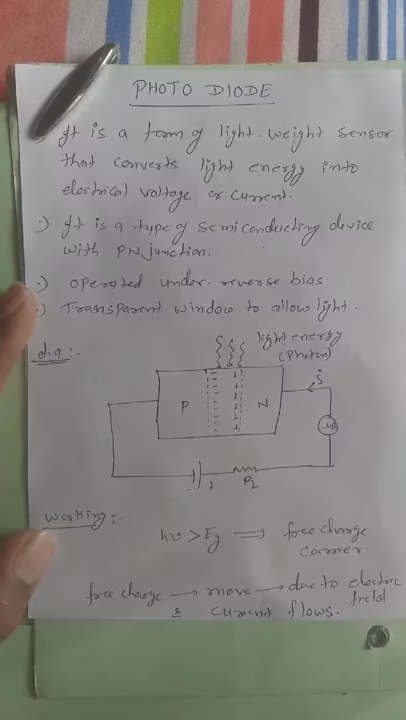 PHOTO DIODE
It is a form of light-weight sensor
that converts light energy into
electrical voltage or current.
·) It is a type of semiconducting device
with PN junction.
·) operated under reverse bias
·) Transparent window to allow light.
light energy
(photon)
dia:-
i
P N
RL
working:-
hν > Eg ⟹ free charge
carrier.
free charge → move → due to electric
field
& current flows.